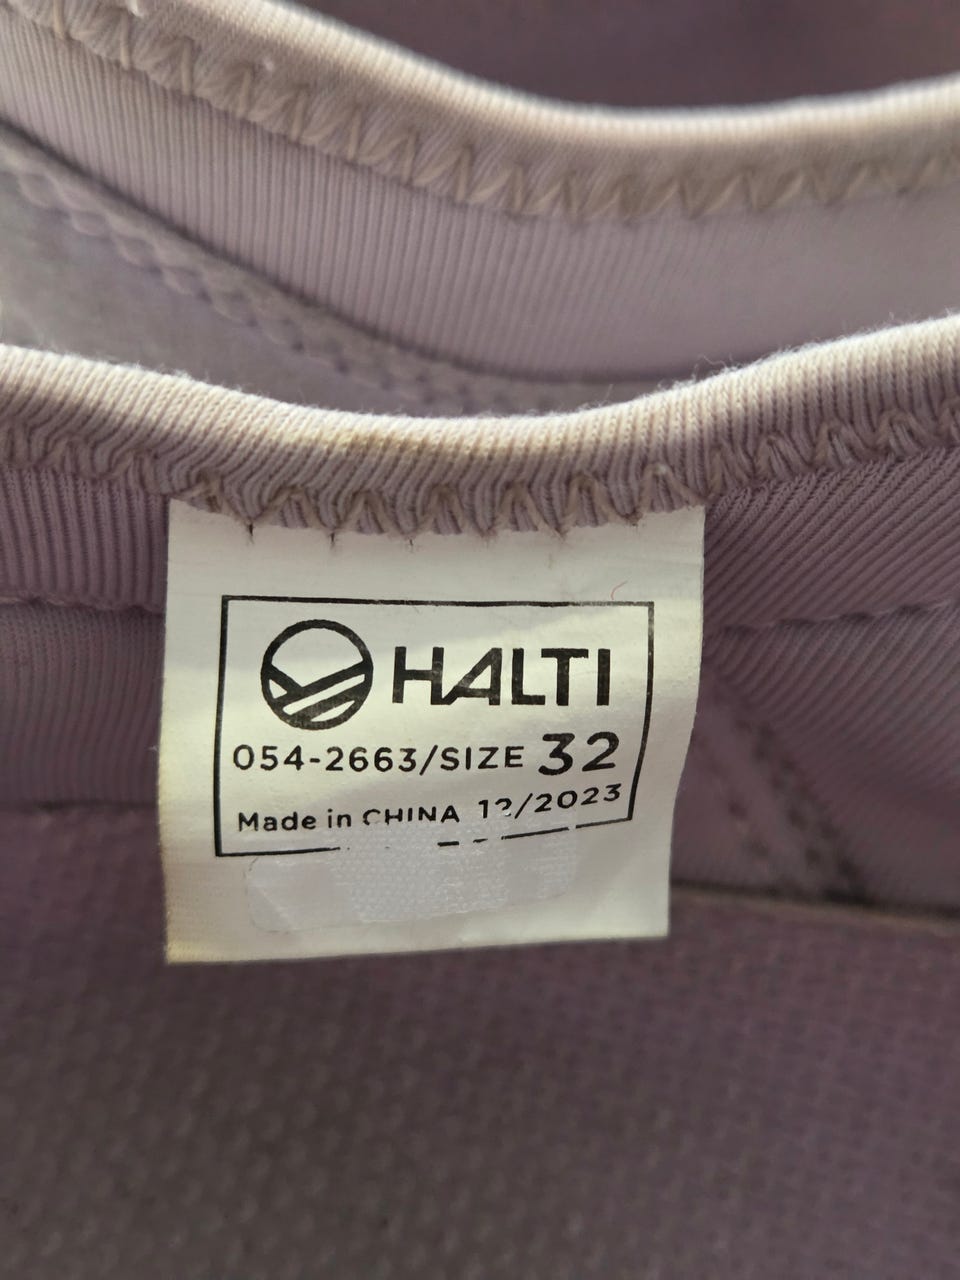 HALTI
054-2663/SIZE 32
Made in CHINA 12/2023